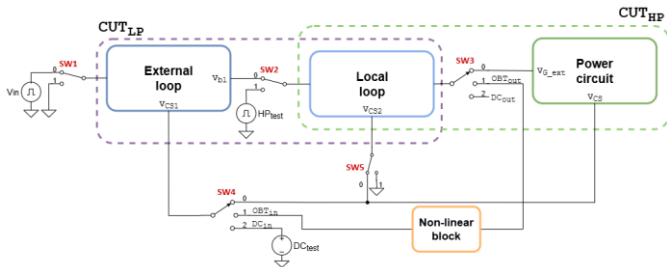 CUT_LP
CUT_HP
SW1
0
1
Vin
External
loop
v_b1
v_CS1
SW2
0
1
HP_test
Local
loop
v_CS2
SW3
0
1 OBT_out
2 DC_out
Power
circuit
v_G_ext
v_CS
SW5
0
1
SW4
0
1 OBT_in
2 DC_in
DC_test
Non-linear
block